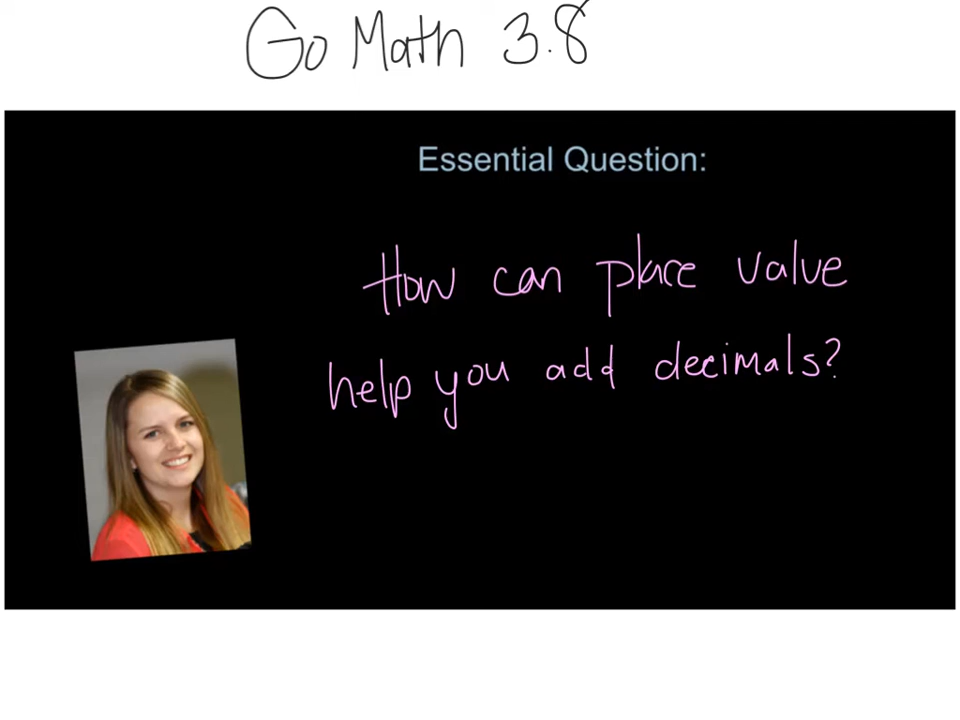 Go Math 3.8
Essential Question:
How can place value
help you add decimals?